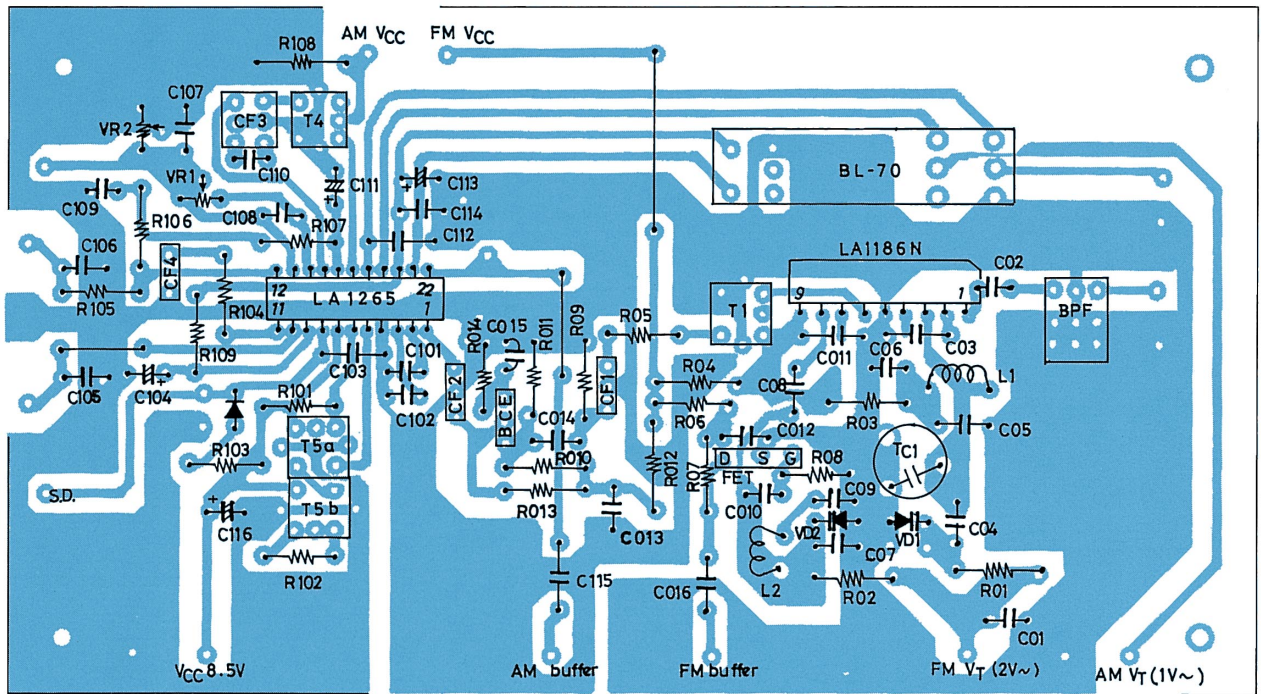 AM VCC
FM VCC
R108
C107
VR2
CF3
T4
C110
VR1
C111
C113
BL-70
C109
R106
C108
C114
R107
C112
LA1186N
C106
CF4
C02
R105
R104
12 LA1265 22
11 1
9 1
T1
BPF
R109
R014
C015
R011
R09
R05
C011
C06
C03
C103
C101
CF2
CF1
R04
C08
L1
C105
C104
R101
C102
BCE
C014
R06
C012
R03
C05
R103
T5a
R010
R012
R07
D S G
FET
R08
TC1
S.D.
T5b
R013
C010
C09
C116
C013
VD2
VD1
C04
C07
R102
C115
C016
L2
R02
R01
C01
VCC 8.5V
AM buffer
FM buffer
FM VT (2V~)
AM VT (1V~)